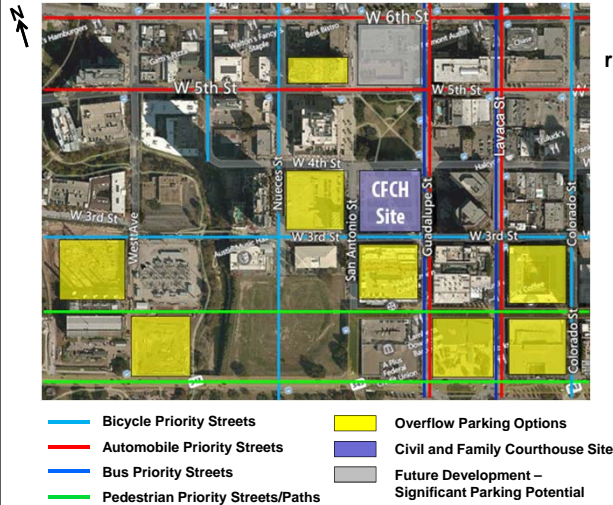 N
r
W 6th St
W 5th St
W 5th St
W 4th St
W 3rd St
W 3rd St
W 3rd St
West Ave
Nueces St
San Antonio St
Guadalupe St
Lavaca St
Colorado St
Colorado St
CFCH
Site
Bicycle Priority Streets
Automobile Priority Streets
Bus Priority Streets
Pedestrian Priority Streets/Paths
Overflow Parking Options
Civil and Family Courthouse Site
Future Development –
Significant Parking Potential